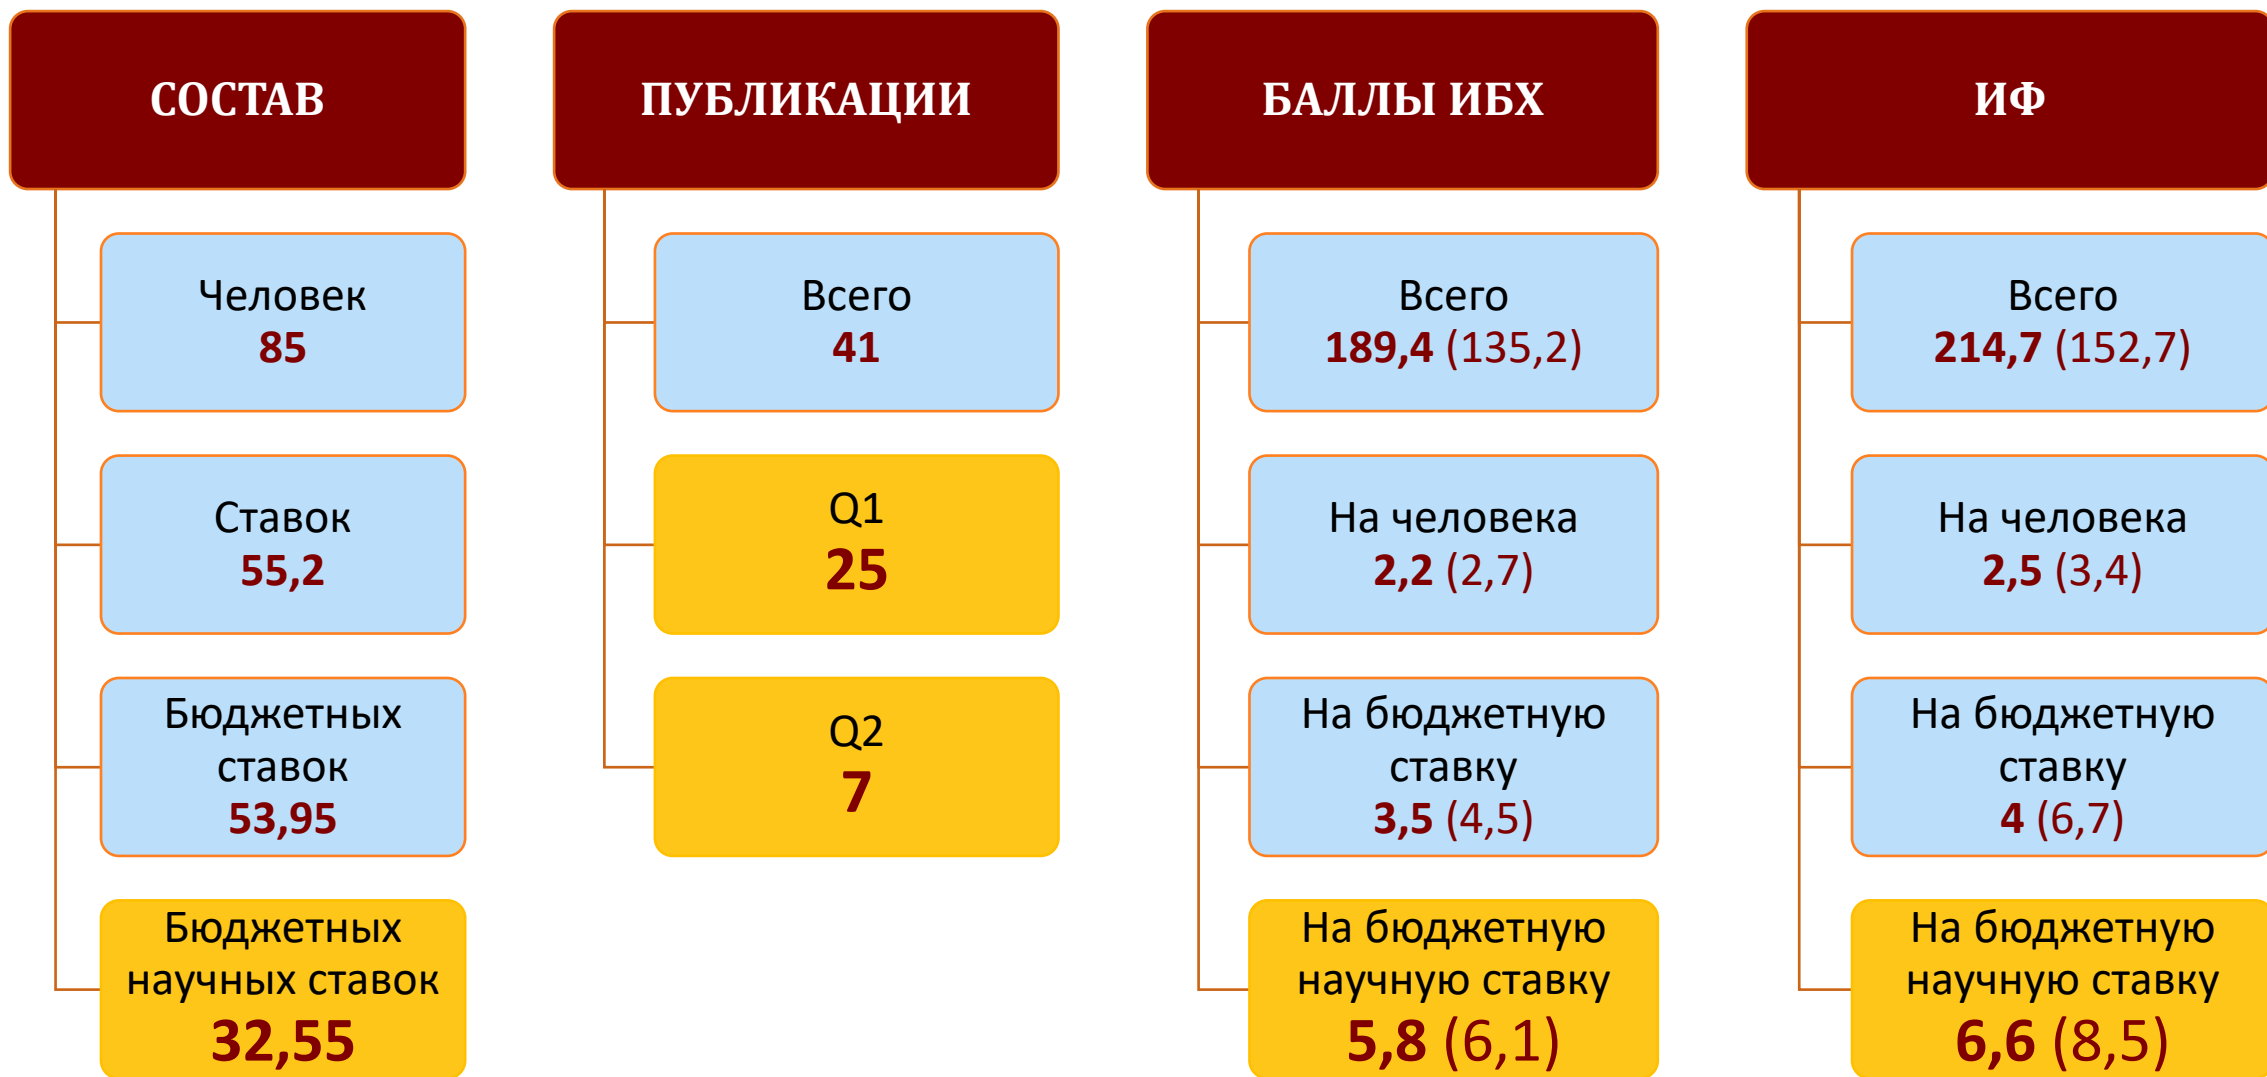 СОСТАВ
Человек
85
Ставок
55,2
Бюджетных
ставок
53,95
Бюджетных
научных ставок
32,55
ПУБЛИКАЦИИ
Всего
41
Q1
25
Q2
7
БАЛЛЫ ИБХ
Всего
189,4 (135,2)
На человека
2,2 (2,7)
На бюджетную
ставку
3,5 (4,5)
На бюджетную
научную ставку
5,8 (6,1)
ИФ
Всего
214,7 (152,7)
На человека
2,5 (3,4)
На бюджетную
ставку
4 (6,7)
На бюджетную
научную ставку
6,6 (8,5)